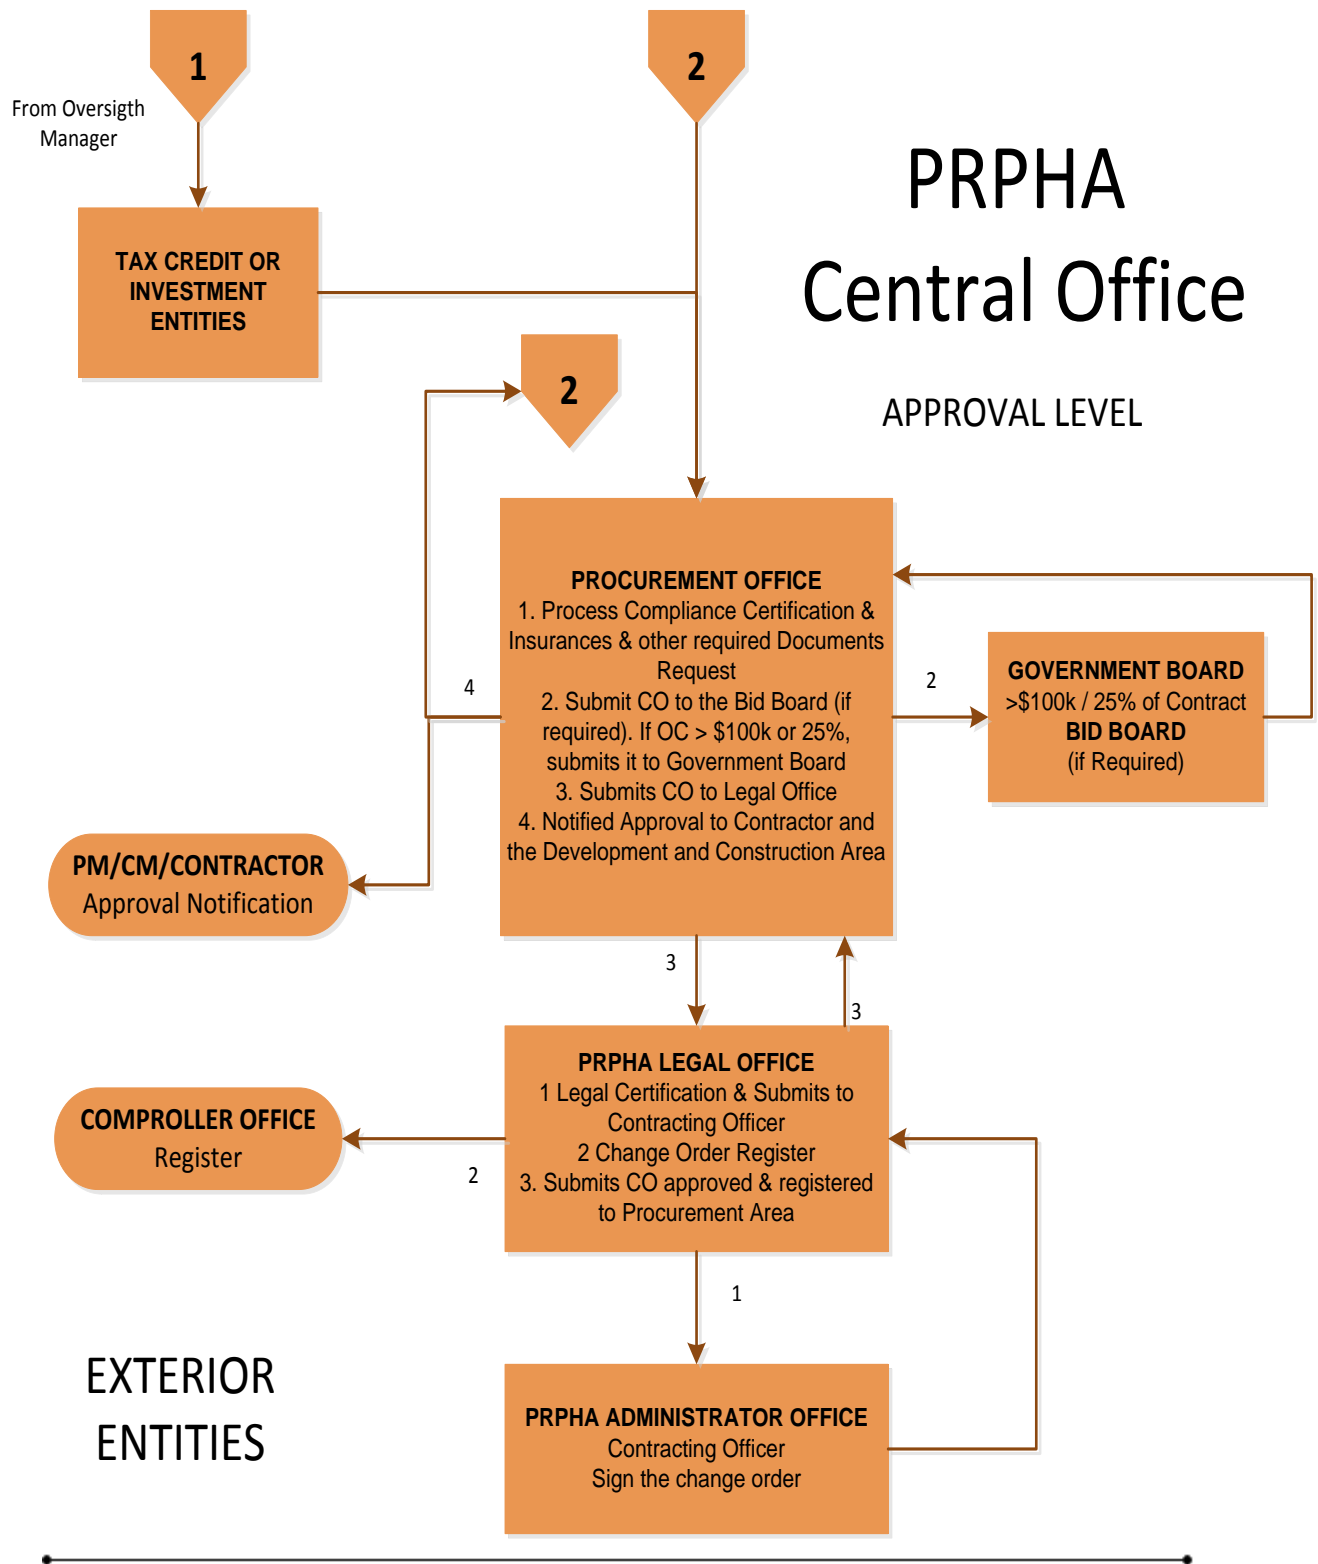 1
2
From Oversigth
Manager
PRPHA
Central Office
TAX CREDIT OR
INVESTMENT
ENTITIES
2
APPROVAL LEVEL
PROCUREMENT OFFICE
1. Process Compliance Certification &
Insurances & other required Documents
Request
2. Submit CO to the Bid Board (if
required). If OC > $100k or 25%,
submits it to Government Board
3. Submits CO to Legal Office
4. Notified Approval to Contractor and
the Development and Construction Area
4
2
GOVERNMENT BOARD
>$100k / 25% of Contract
BID BOARD
(if Required)
PM/CM/CONTRACTOR
Approval Notification
3
3
PRPHA LEGAL OFFICE
1 Legal Certification & Submits to
Contracting Officer
2 Change Order Register
3. Submits CO approved & registered
to Procurement Area
COMPROLLER OFFICE
Register
2
1
EXTERIOR
ENTITIES
PRPHA ADMINISTRATOR OFFICE
Contracting Officer
Sign the change order